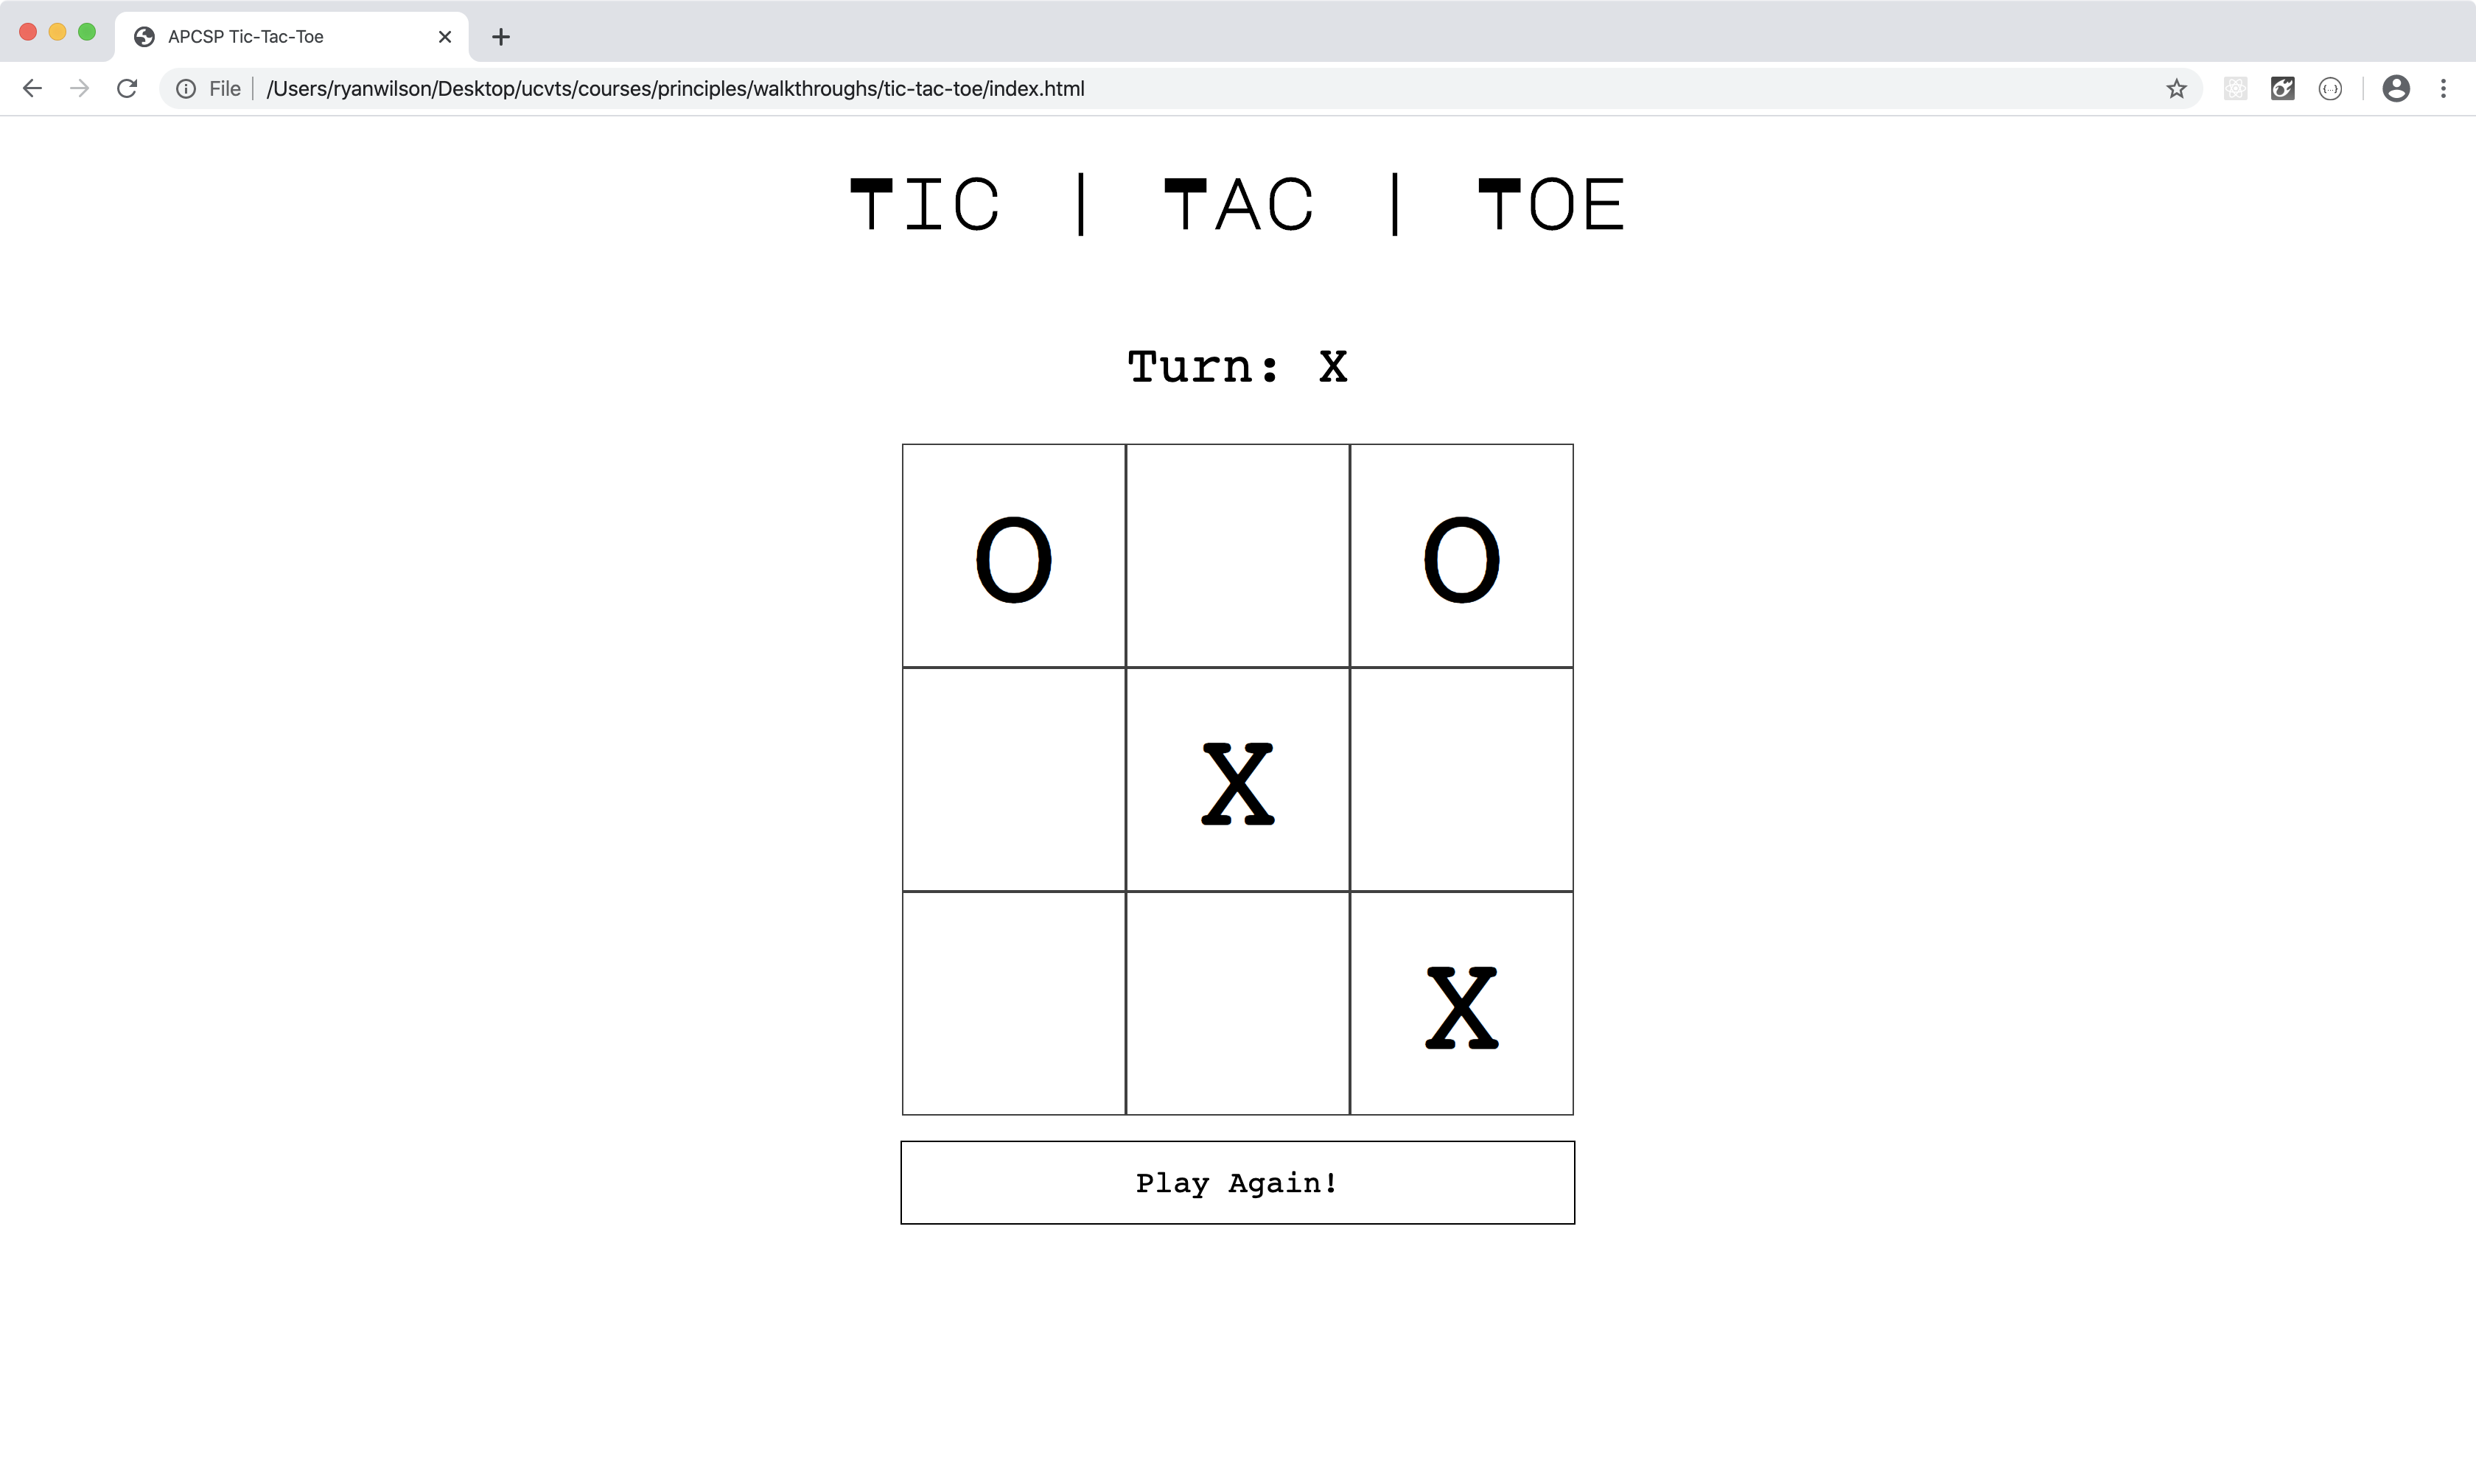 APCSP Tic-Tac-Toe
File /Users/ryanwilson/Desktop/ucvts/courses/principles/walkthroughs/tic-tac-toe/index.html
TIC | TAC | TOE
Turn: X
O O
X
X
Play Again!